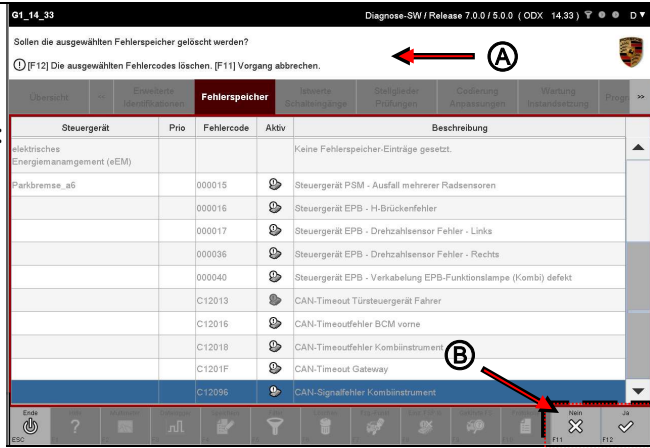 G1_14_33 Diagnose-SW / Release 7.0.0 / 5.0.0 ( ODX 14.33 ) D
Sollen die ausgewählten Fehlerspeicher gelöscht werden?
A
[F12] Die ausgewählten Fehlercodes löschen. [F11] Vorgang abbrechen.
Übersicht << Erweiterte Identifikationen Fehlerspeicher Istwerte Schalteingänge Stellglieder Prüfungen Codierung Anpassungen Wartung Instandsetzung Progn >>
Steuergerät Prio Fehlercode Aktiv Beschreibung
elektrisches Keine Fehlerspeicher-Einträge gesetzt.
Energiemanamgement (eEM)
Parkbremse_a6 000015 Steuergerät PSM - Ausfall mehrerer Radsensoren
000016 Steuergerät EPB - H-Brückenfehler
000017 Steuergerät EPB - Drehzahlsensor Fehler - Links
000036 Steuergerät EPB - Drehzahlsensor Fehler - Rechts
000040 Steuergerät EPB - Verkabelung EPB-Funktionslampe (Kombi) defekt
C12013 CAN-Timeout Türsteuergerät Fahrer
C12016 CAN-Timeoutfehler BCM vorne
C12018 CAN-Timeoutfehler Kombiinstrument
B
C1201F CAN-Timeout Gateway
C12096 CAN-Signalfehler Kombiinstrument
Ende Nein Ja
ESC F11 F12